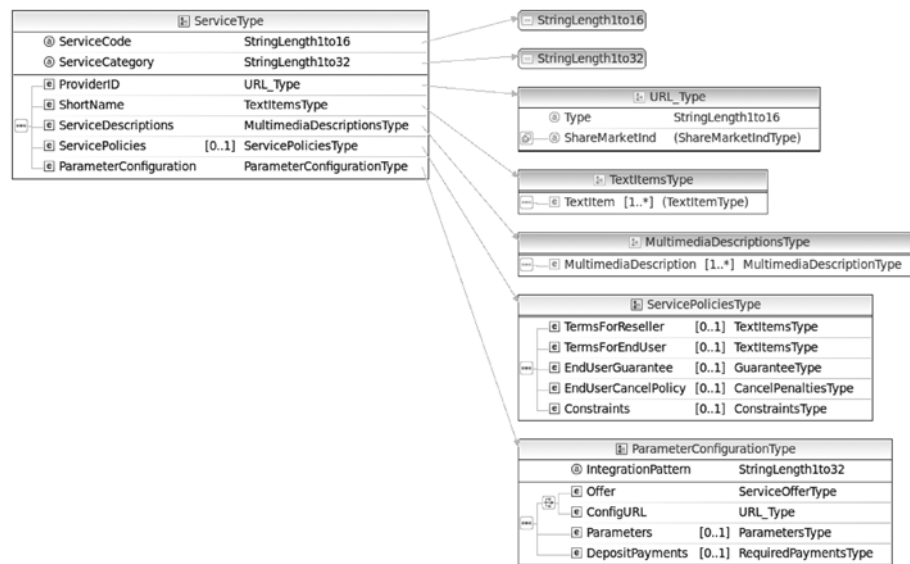 ServiceType
ServiceCode StringLength1to16
ServiceCategory StringLength1to32
ProviderID URL_Type
ShortName TextItemsType
ServiceDescriptions MultimediaDescriptionsType
ServicePolicies [0..1] ServicePoliciesType
ParameterConfiguration ParameterConfigurationType
StringLength1to16
StringLength1to32
URL_Type
Type StringLength1to16
ShareMarketInd (ShareMarketIndType)
TextItemsType
TextItem [1..*] (TextItemType)
MultimediaDescriptionsType
MultimediaDescription [1..*] MultimediaDescriptionType
ServicePoliciesType
TermsForReseller [0..1] TextItemsType
TermsForEndUser [0..1] TextItemsType
EndUserGuarantee [0..1] GuaranteeType
EndUserCancelPolicy [0..1] CancelPenaltiesType
Constraints [0..1] ConstraintsType
ParameterConfigurationType
IntegrationPattern StringLength1to32
Offer ServiceOfferType
ConfigURL URL_Type
Parameters [0..1] ParametersType
DepositPayments [0..1] RequiredPaymentsType